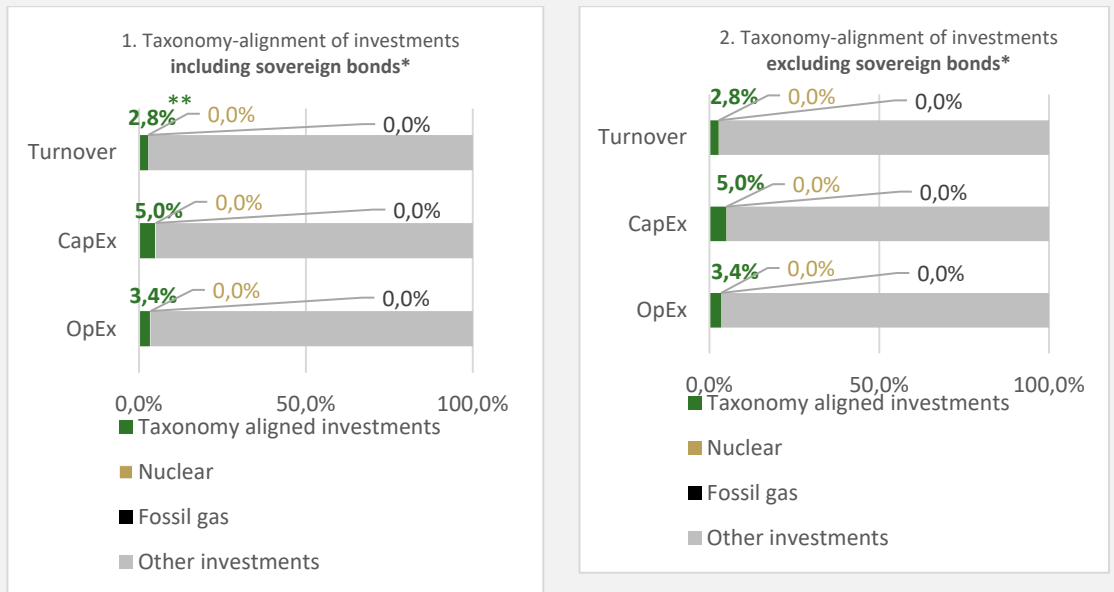 1. Taxonomy-alignment of investments
including sovereign bonds*
**
2,8%
0,0%
0,0%
Turnover
5,0%
0,0%
0,0%
CapEx
3,4%
0,0%
0,0%
OpEx
0,0%
50,0%
100,0%
Taxonomy aligned investments
Nuclear
Fossil gas
Other investments
2. Taxonomy-alignment of investments
excluding sovereign bonds*
2,8%
0,0%
0,0%
Turnover
5,0%
0,0%
0,0%
CapEx
3,4%
0,0%
0,0%
OpEx
0,0%
50,0%
100,0%
Taxonomy aligned investments
Nuclear
Fossil gas
Other investments